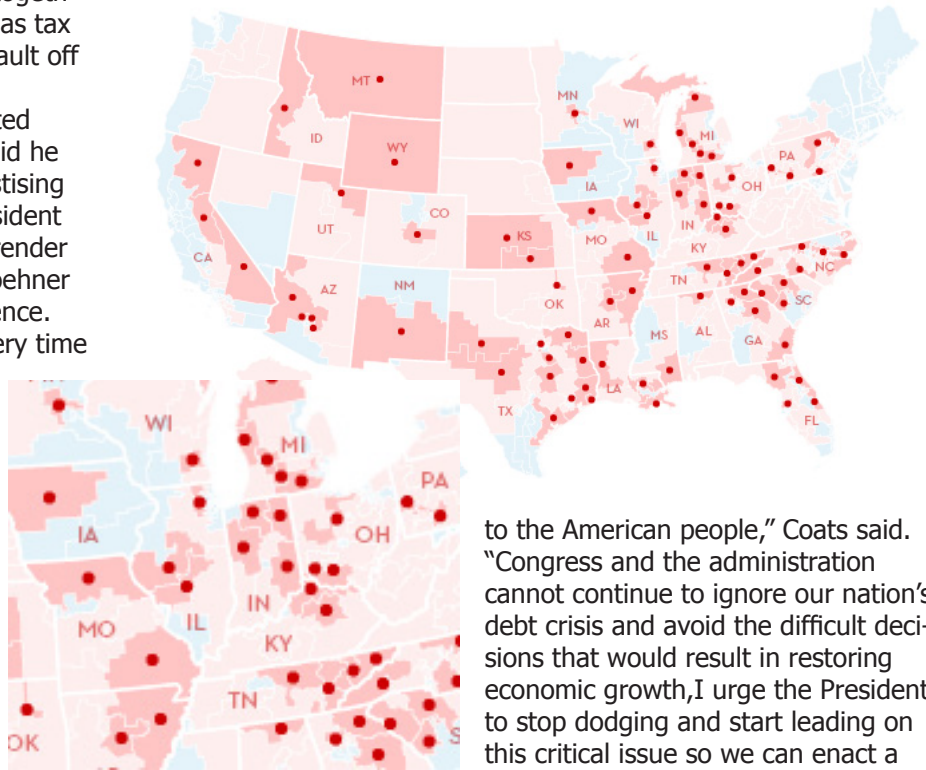 as tax
ault off
ted
id he
stising
sident
render
oehner
ence.
ery time
MT
MN
WI
MI
ID
WY
PA
IA
OH
UT
CO
IL
IN
KS
MO
KY
CA
AZ
NM
OK
TN
NC
AR
SC
MS
AL
GA
TX
LA
FL
WI
MI
PA
IA
OH
MO
IL
IN
KY
TN
OK
S
to the American people,” Coats said.
“Congress and the administration
cannot continue to ignore our nation’s
debt crisis and avoid the difficult deci-
sions that would result in restoring
economic growth,I urge the President
to stop dodging and start leading on
this critical issue so we can enact a